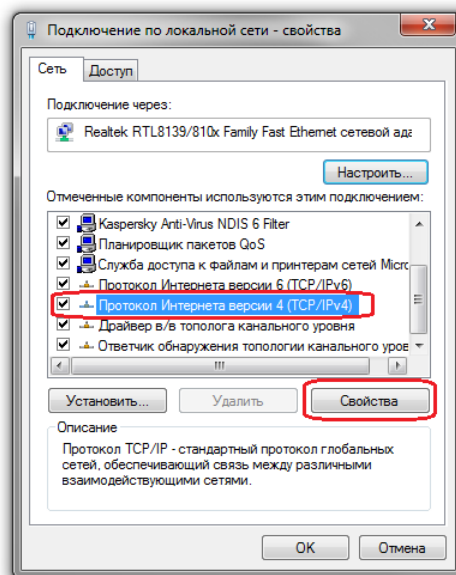 Подключение по локальной сети - свойства
Сеть Доступ
Подключение через:
Realtek RTL8139/810x Family Fast Ethernet сетевой ада
Настроить...
Отмеченные компоненты используются этим подключением:
Kaspersky Anti-Virus NDIS 6 Filter
Планировщик пакетов QoS
Служба доступа к файлам и принтерам сетей Micro
Протокол Интернета версии 6 (TCP/IPv6)
Протокол Интернета версии 4 (TCP/IPv4)
Драйвер в/в тополога канального уровня
Ответчик обнаружения топологии канального уров
Установить... Удалить Свойства
Описание
Протокол TCP/IP - стандартный протокол глобальных
сетей, обеспечивающий связь между различными
взаимодействующими сетями.
OK Отмена